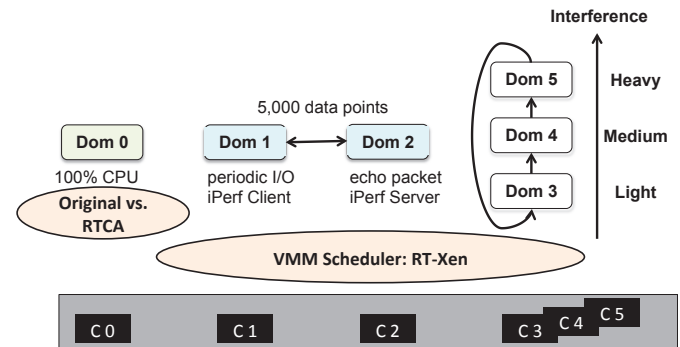 Interference
Dom 5
Heavy
5,000 data points
Dom 0
Dom 1
Dom 2
Dom 4
Medium
100% CPU
periodic I/O
iPerf Client
echo packet
iPerf Server
Dom 3
Light
Original vs.
RTCA
VMM Scheduler: RT-Xen
C 0
C 1
C 2
C 3
C 4
C 5